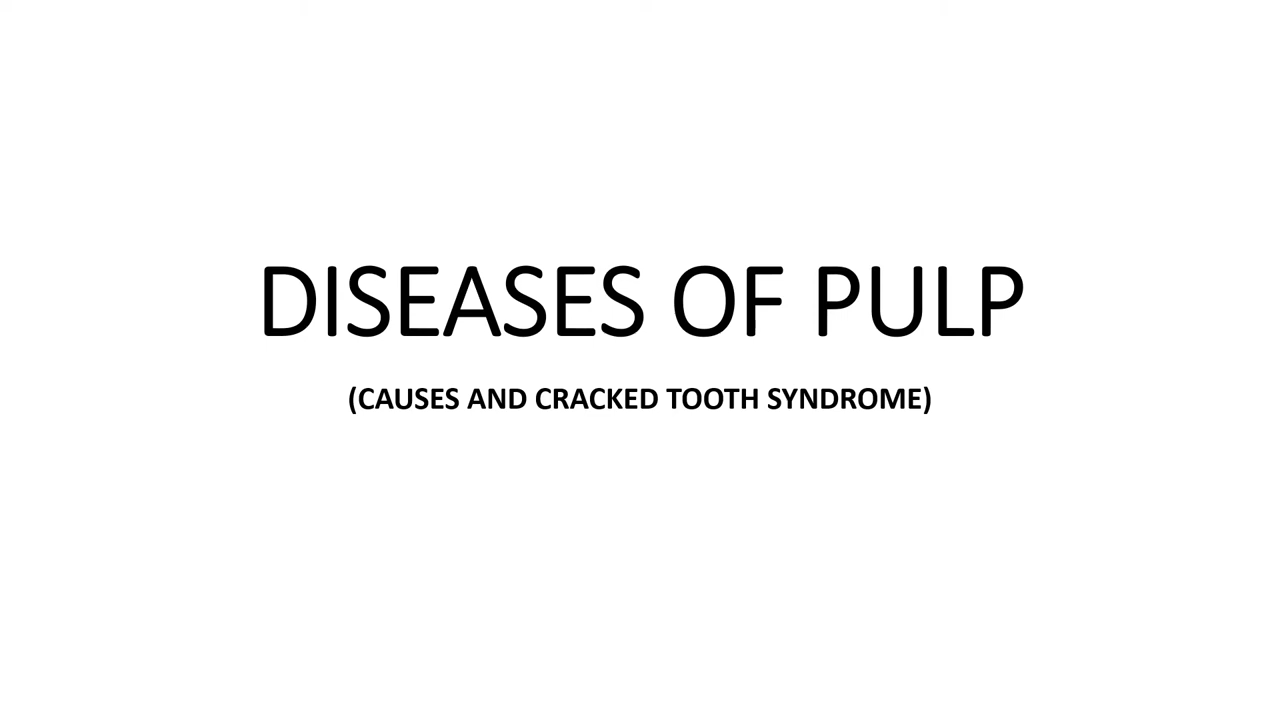 DISEASES OF PULP
(CAUSES AND CRACKED TOOTH SYNDROME)